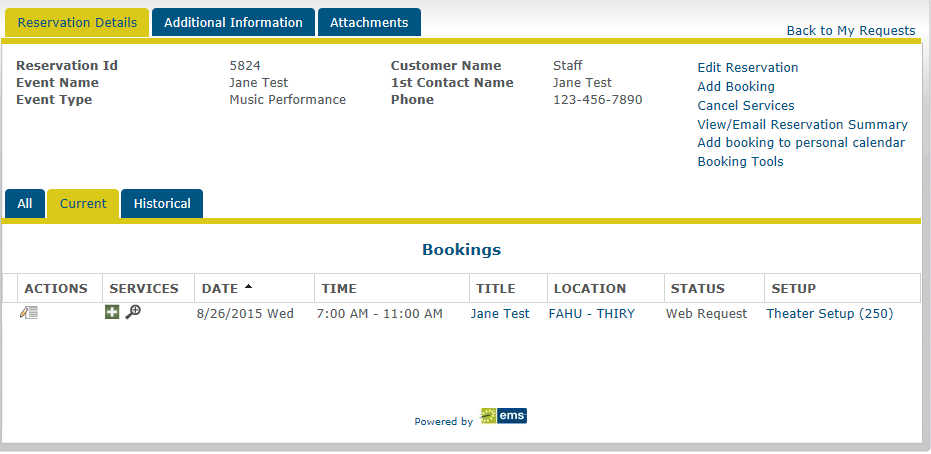 Reservation Details Additional Information Attachments
Back to My Requests
Reservation Id 5824 Customer Name Staff
Event Name Jane Test 1st Contact Name Jane Test
Event Type Music Performance Phone 123-456-7890
Edit Reservation
Add Booking
Cancel Services
View/Email Reservation Summary
Add booking to personal calendar
Booking Tools
All Current Historical
Bookings
ACTIONS SERVICES DATE TIME TITLE LOCATION STATUS SETUP
8/26/2015 Wed 7:00 AM - 11:00 AM Jane Test FAHU - THIRY Web Request Theater Setup (250)
Powered by ems